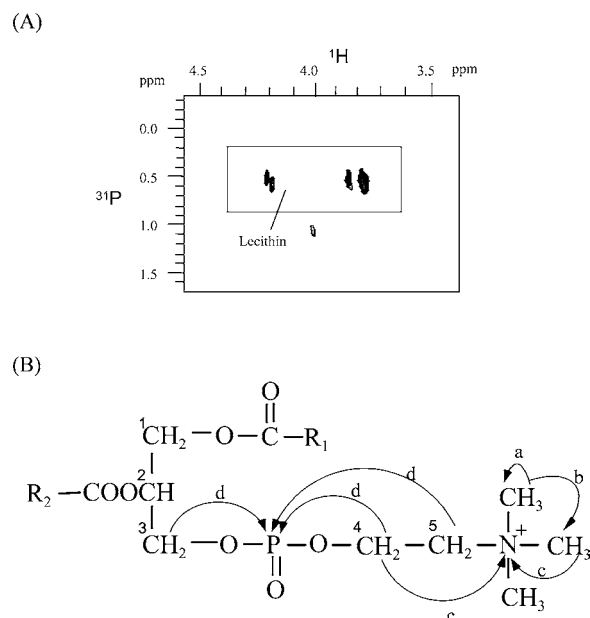 (A)
¹H
ppm 4.5 4.0 3.5 ppm
0.0
³¹P 0.5
Lecithin
1.0
1.5
(B)
O
1 CH₂—O—C—R₁
R₂—COOCH 2
3 CH₂—O—P—O—CH₂—CH₂—N⁺—CH₃
4 5
O
CH₃
CH₃
a
b
c
d
d
d
c